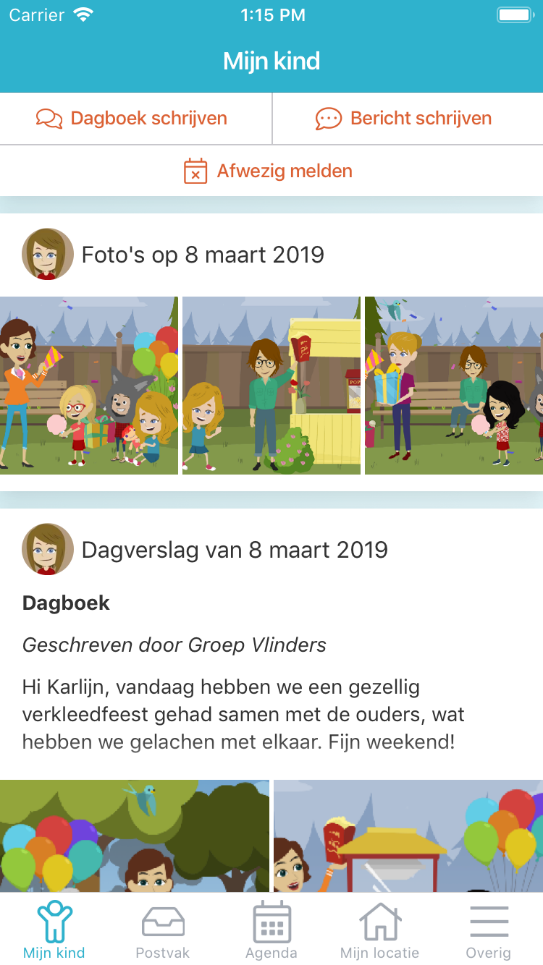 Carrier 1:15 PM
Mijn kind
Dagboek schrijven Bericht schrijven
Afwezig melden
Foto's op 8 maart 2019
Dagverslag van 8 maart 2019
Dagboek
Geschreven door Groep Vlinders
Hi Karlijn, vandaag hebben we een gezellig
verkleedfeest gehad samen met de ouders, wat
hebben we gelachen met elkaar. Fijn weekend!
Mijn kind Postvak Agenda Mijn locatie Overig